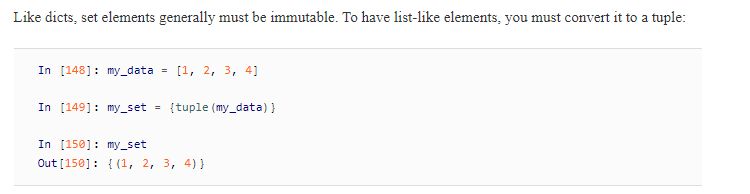 Like dicts, set elements generally must be immutable. To have list-like elements, you must convert it to a tuple:
In [148]: my_data = [1, 2, 3, 4]
In [149]: my_set = {tuple(my_data)}
In [150]: my_set
Out[150]: {(1, 2, 3, 4)}